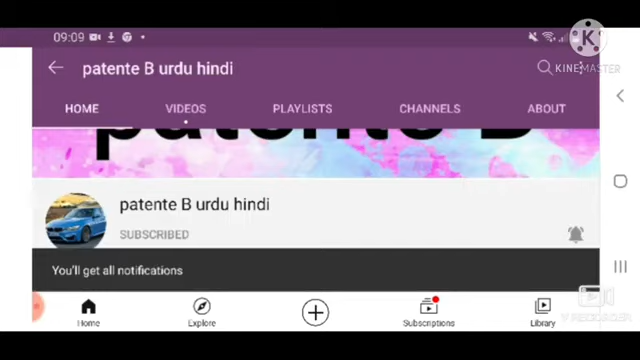 09:09
patente B urdu hindi
KINEMASTER
HOME VIDEOS PLAYLISTS CHANNELS ABOUT
patente B
patente B urdu hindi
SUBSCRIBED
You'll get all notifications
Home Explore Subscriptions Library
V RECORDER